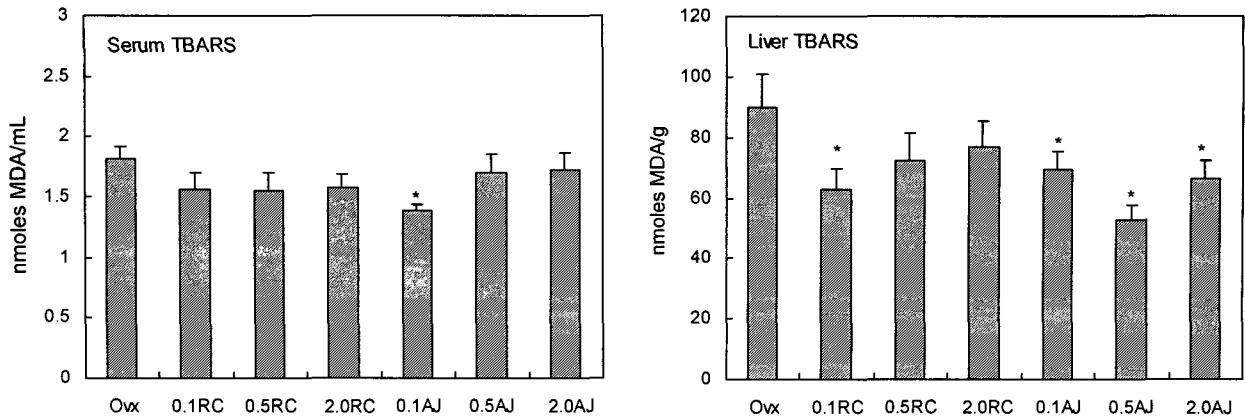 Serum TBARS
nmoles MDA/mL
3
2.5
2
1.5
1
0.5
0
*
Ovx 0.1RC 0.5RC 2.0RC 0.1AJ 0.5AJ 2.0AJ
Liver TBARS
nmoles MDA/g
120
100
80
60
40
20
0
* * * *
Ovx 0.1RC 0.5RC 2.0RC 0.1AJ 0.5AJ 2.0AJ